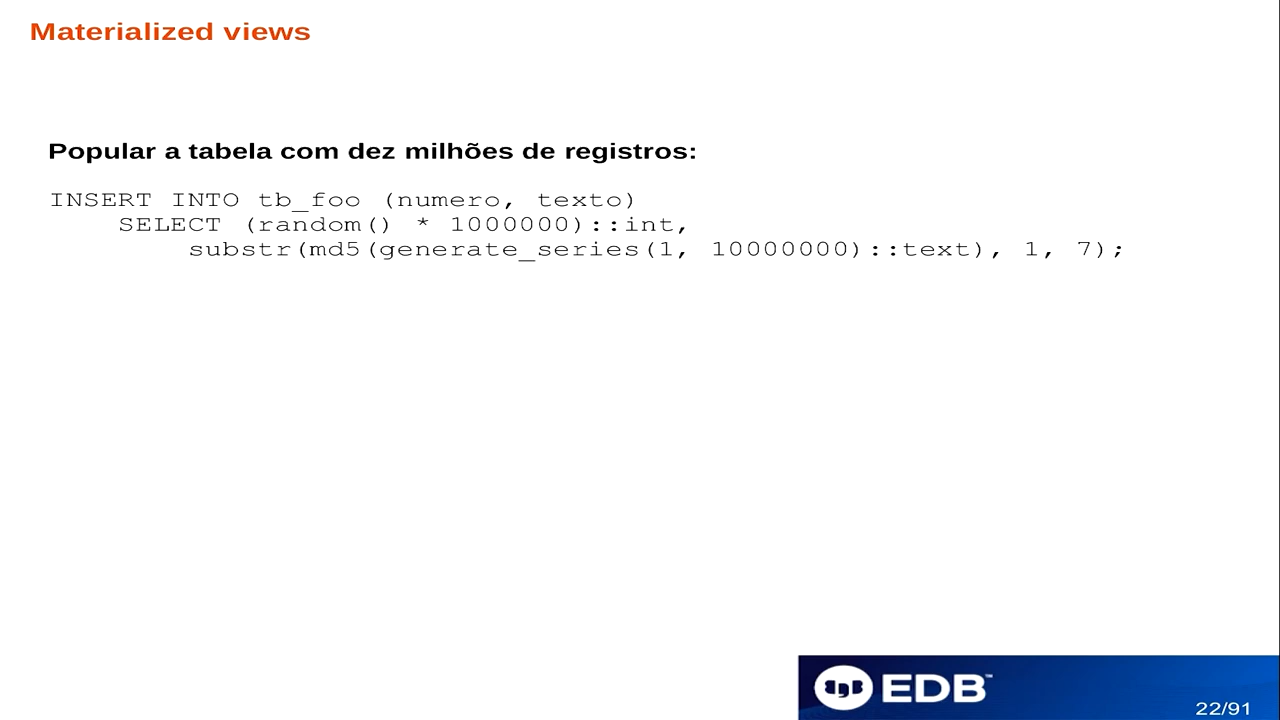 Materialized views
Popular a tabela com dez milhões de registros:
INSERT INTO tb_foo (numero, texto)
SELECT (random() * 1000000)::int,
substr(md5(generate_series(1, 10000000)::text), 1, 7);
EDB™
22/91